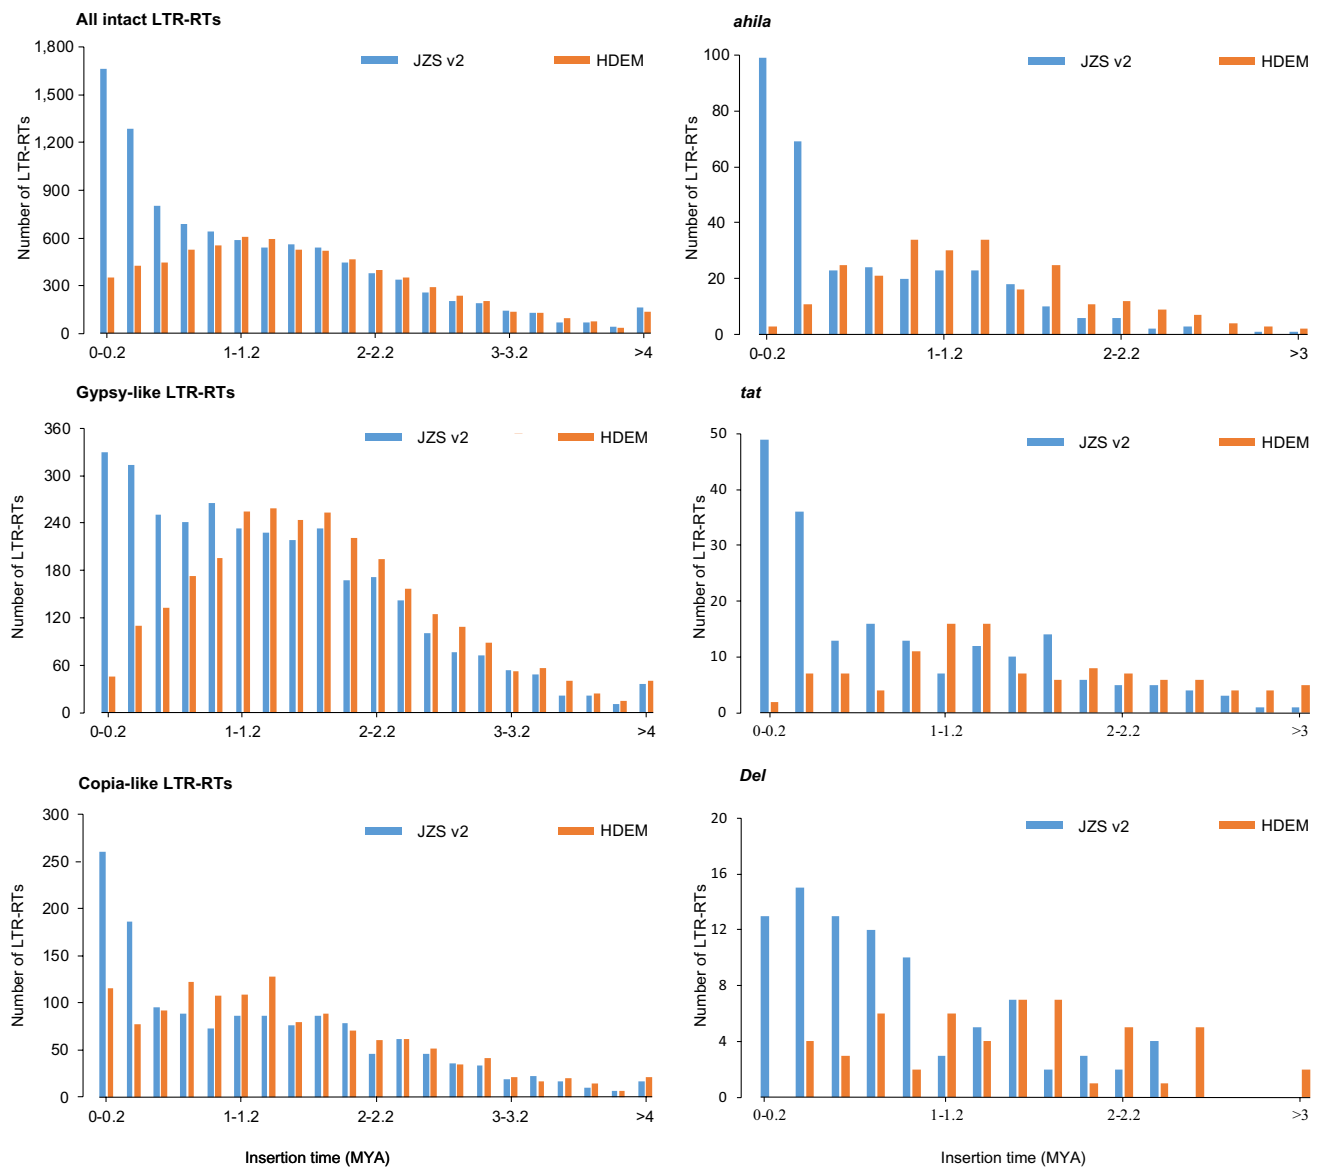 All intact LTR-RTs
JZS v2
HDEM
Number of LTR-RTs
1,800
1,500
1,200
900
600
300
0
0-0.2
1-1.2
2-2.2
3-3.2
>4
ahila
JZS v2
HDEM
Number of LTR-RTs
100
80
60
40
20
0
0-0.2
1-1.2
2-2.2
>3
Gypsy-like LTR-RTs
JZS v2
HDEM
Number of LTR-RTs
360
300
240
180
120
60
0
0-0.2
1-1.2
2-2.2
3-3.2
>4
tat
JZS v2
HDEM
Number of LTR-RTs
50
40
30
20
10
0
0-0.2
1-1.2
2-2.2
>3
Copia-like LTR-RTs
JZS v2
HDEM
Number of LTR-RTs
300
250
200
150
100
50
0
0-0.2
1-1.2
2-2.2
3-3.2
>4
Insertion time (MYA)
Del
JZS v2
HDEM
Number of LTR-RTs
20
16
12
8
4
0
0-0.2
1-1.2
2-2.2
>3
Insertion time (MYA)